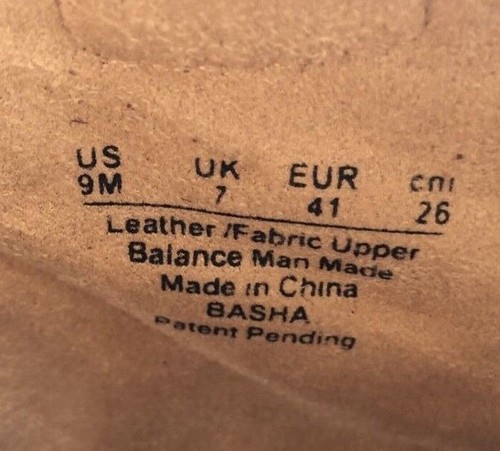 US UK EUR cm
9M 7 41 26
Leather /Fabric Upper
Balance Man Made
Made in China
BASHA
Patent Pending